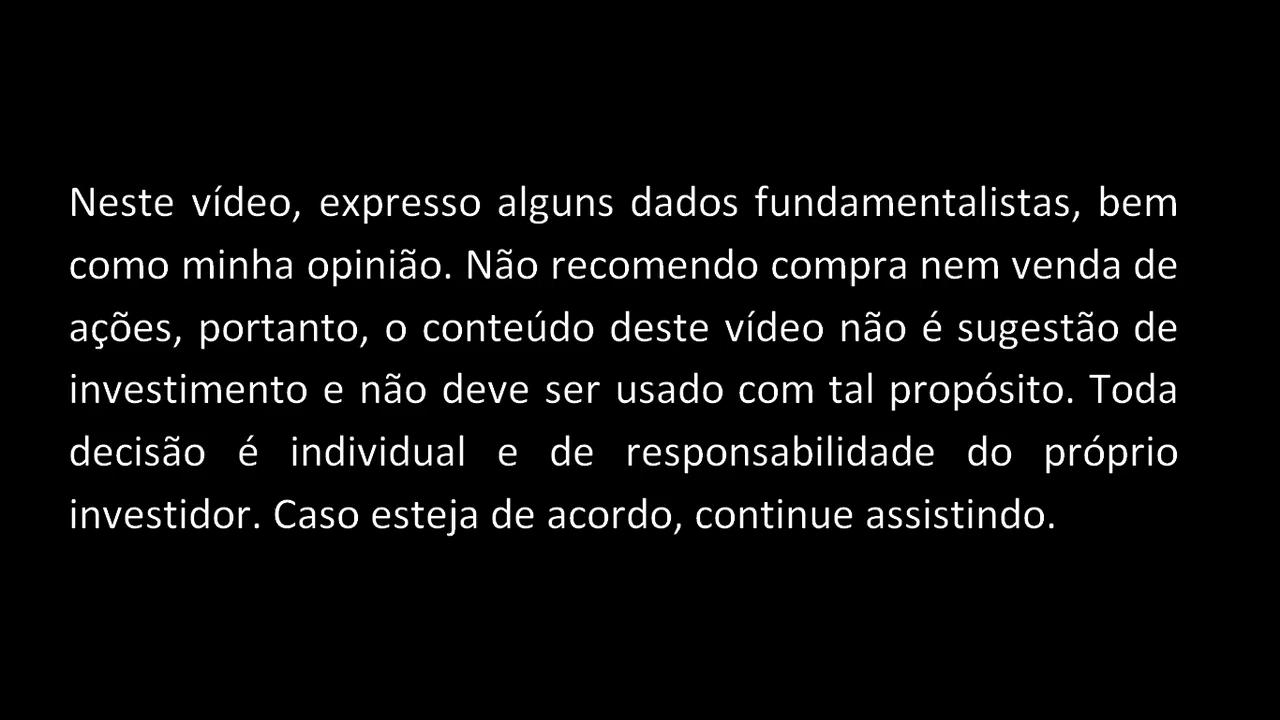 Neste vídeo, expresso alguns dados fundamentalistas, bem
como minha opinião. Não recomendo compra nem venda de
ações, portanto, o conteúdo deste vídeo não é sugestão de
investimento e não deve ser usado com tal propósito. Toda
decisão é individual e de responsabilidade do próprio
investidor. Caso esteja de acordo, continue assistindo.